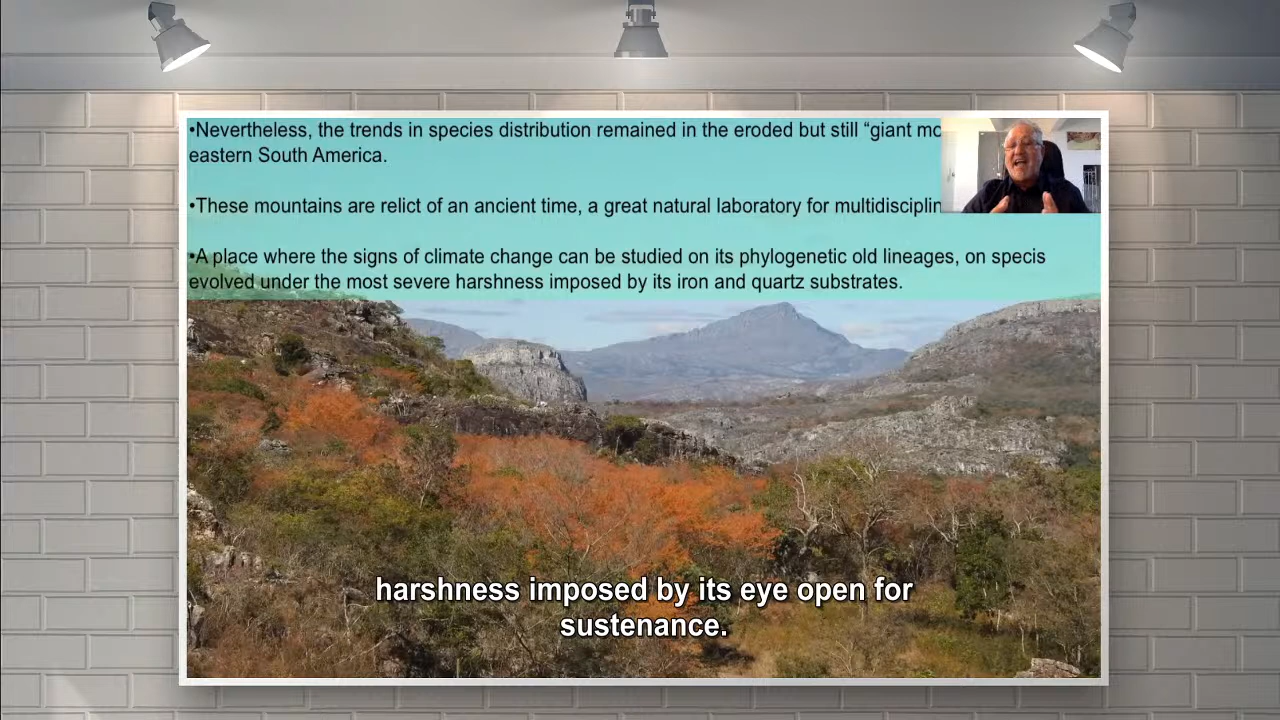 •Nevertheless, the trends in species distribution remained in the eroded but still “giant
eastern South America.
•These mountains are relict of an ancient time, a great natural laboratory for
•A place where the signs of climate change can be studied on its phylogenetic old lineages, on specis
evolved under the most severe harshness imposed by its iron and quartz substrates.
harshness imposed by its eye open for
sustenance.